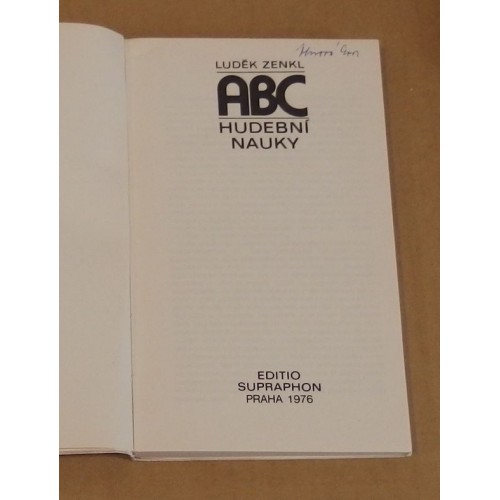 LUDĚK ZENKL
ABC
HUDEBNÍ
NAUKY
EDITIO
SUPRAPHON
PRAHA 1976